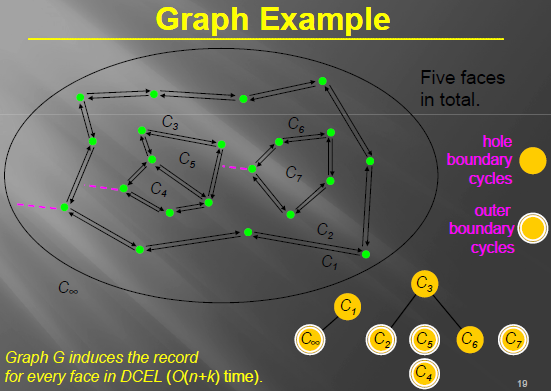 Graph Example
Five faces
in total.
C3
C6
hole
boundary
cycles
C5
C7
C4
outer
boundary
cycles
C2
C1
C∞
C3
C1
C∞
C2
C5
C6
C7
C4
Graph G induces the record
for every face in DCEL (O(n+k) time).
19